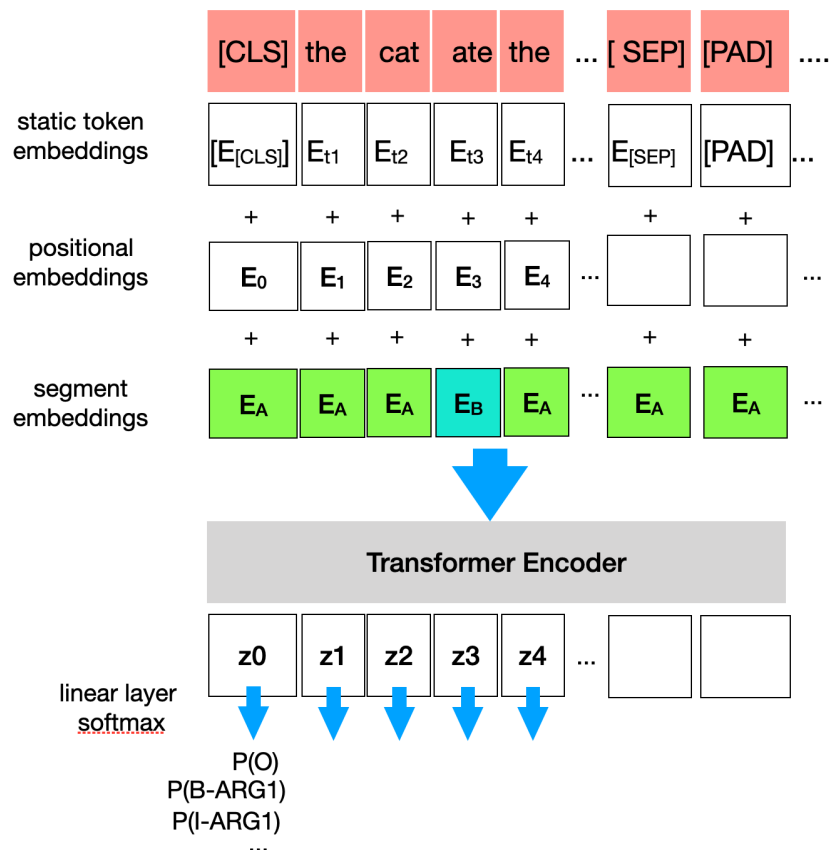 [CLS] the cat ate the ... [ SEP] [PAD] ....
static token
embeddings
[E[CLS]] Et1 Et2 Et3 Et4 ... E[SEP] [PAD] ...
+ + + + + + +
positional
embeddings
E0 E1 E2 E3 E4 ... ...
+ + + + + + +
segment
embeddings
EA EA EA EB EA ... EA EA ...
Transformer Encoder
z0 z1 z2 z3 z4 ...
linear layer
softmax
P(O)
P(B-ARG1)
P(I-ARG1)
...